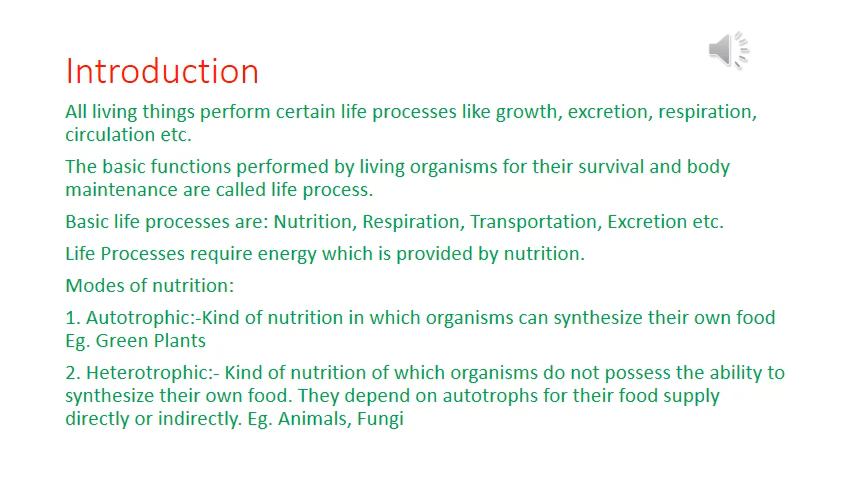 Introduction
All living things perform certain life processes like growth, excretion, respiration,
circulation etc.
The basic functions performed by living organisms for their survival and body
maintenance are called life process.
Basic life processes are: Nutrition, Respiration, Transportation, Excretion etc.
Life Processes require energy which is provided by nutrition.
Modes of nutrition:
1. Autotrophic:-Kind of nutrition in which organisms can synthesize their own food
Eg. Green Plants
2. Heterotrophic:- Kind of nutrition of which organisms do not possess the ability to
synthesize their own food. They depend on autotrophs for their food supply
directly or indirectly. Eg. Animals, Fungi